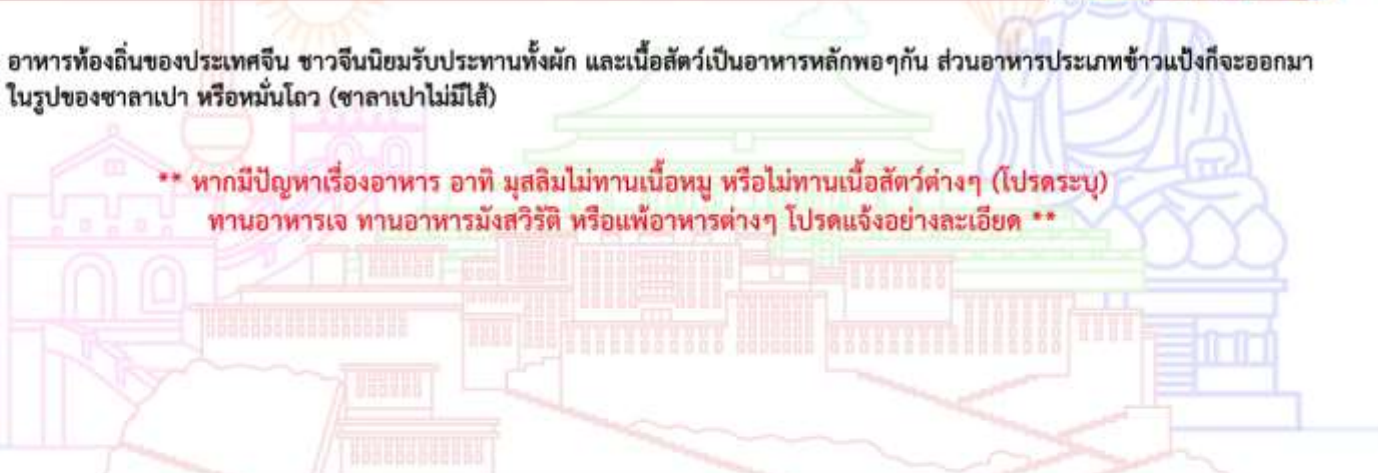 อาหารท้องถิ่นของประเทศจีน ชาวจีนนิยมรับประทานทั้งผัก และเนื้อสัตว์เป็นอาหารหลักพอๆกัน ส่วนอาหารประเภทข้าวแป้งก็จะออกมา
ในรูปของซาลาเปา หรือหมั่นโถว (ซาลาเปาไม่มีไส้)
** หากมีปัญหาเรื่องอาหาร อาทิ มุสลิมไม่ทานเนื้อหมู หรือไม่ทานเนื้อสัตว์ต่างๆ (โปรดระบุ)
ทานอาหารเจ ทานอาหารมังสวิรัติ หรือแพ้อาหารต่างๆ โปรดแจ้งอย่างละเอียด **